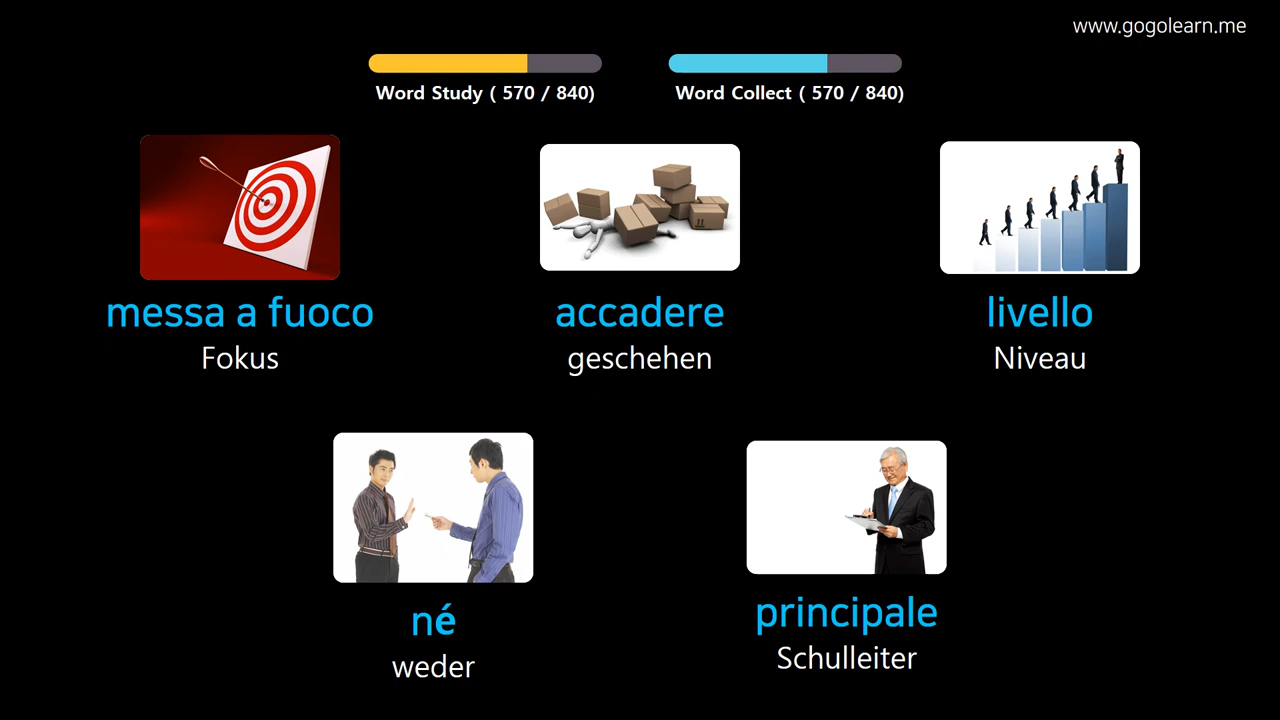 www.gogolearn.me
Word Study ( 570 / 840)
Word Collect ( 570 / 840)
messa a fuoco
Fokus
accadere
geschehen
livello
Niveau
né
weder
principale
Schulleiter